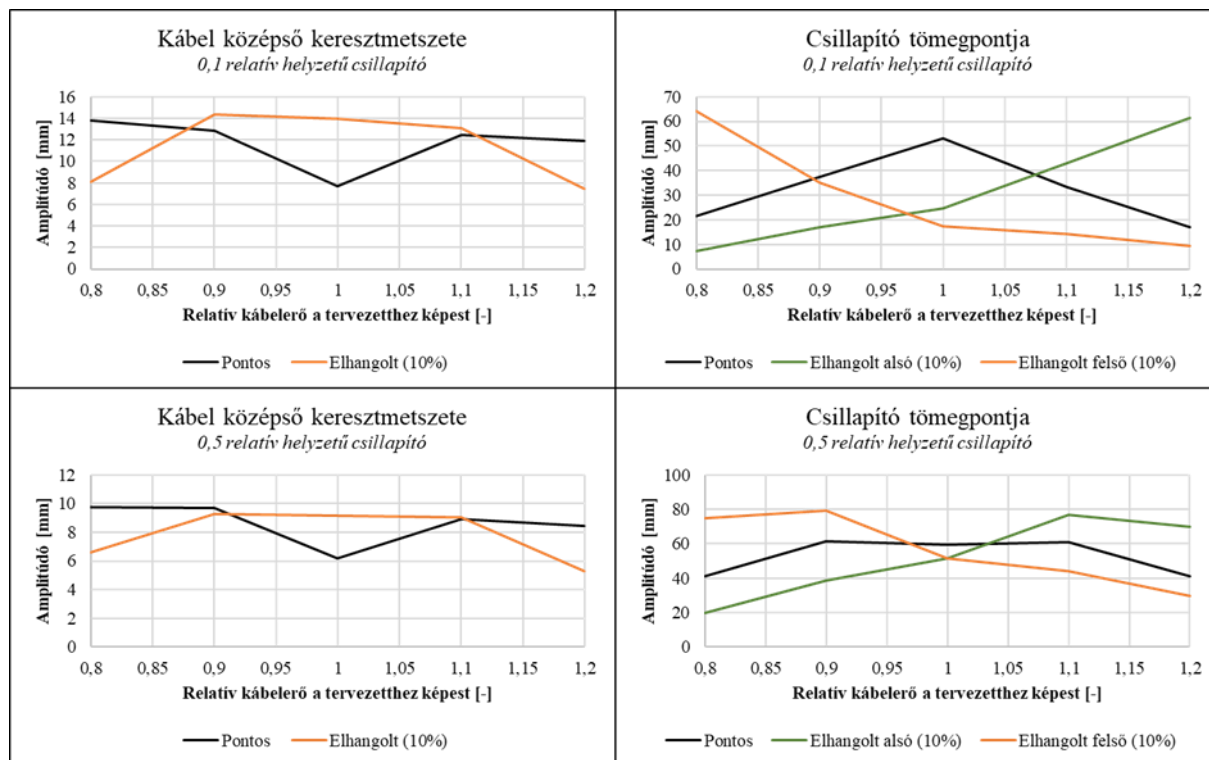 Kábel középső keresztmetszete
0,1 relatív helyzetű csillapító
Amplitúdó [mm]
16
14
12
10
8
6
4
2
0
0,8 0,85 0,9 0,95 1 1,05 1,1 1,15 1,2
Relatív kábelerő a tervezetthez képest [-]
Pontos Elhangolt (10%)
Csillapító tömegpontja
0,1 relatív helyzetű csillapító
Amplitúdó [mm]
70
60
50
40
30
20
10
0
0,8 0,85 0,9 0,95 1 1,05 1,1 1,15 1,2
Relatív kábelerő a tervezetthez képest [-]
Pontos Elhangolt alsó (10%) Elhangolt felső (10%)
Kábel középső keresztmetszete
0,5 relatív helyzetű csillapító
Amplitúdó [mm]
12
10
8
6
4
2
0
0,8 0,85 0,9 0,95 1 1,05 1,1 1,15 1,2
Relatív kábelerő a tervezetthez képest [-]
Pontos Elhangolt (10%)
Csillapító tömegpontja
0,5 relatív helyzetű csillapító
Amplitúdó [mm]
100
80
60
40
20
0
0,8 0,85 0,9 0,95 1 1,05 1,1 1,15 1,2
Relatív kábelerő a tervezetthez képest [-]
Pontos Elhangolt alsó (10%) Elhangolt felső (10%)